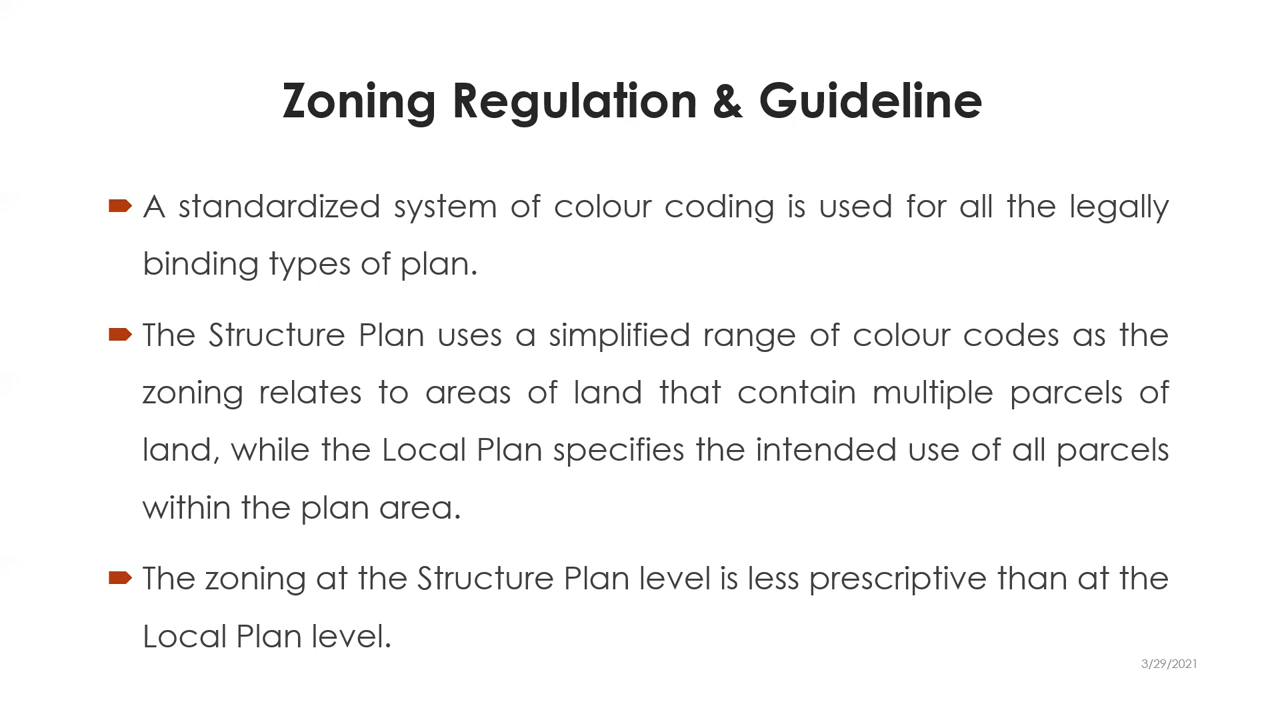 Zoning Regulation & Guideline
A standardized system of colour coding is used for all the legally
binding types of plan.
The Structure Plan uses a simplified range of colour codes as the
zoning relates to areas of land that contain multiple parcels of
land, while the Local Plan specifies the intended use of all parcels
within the plan area.
The zoning at the Structure Plan level is less prescriptive than at the
Local Plan level.
3/29/2021